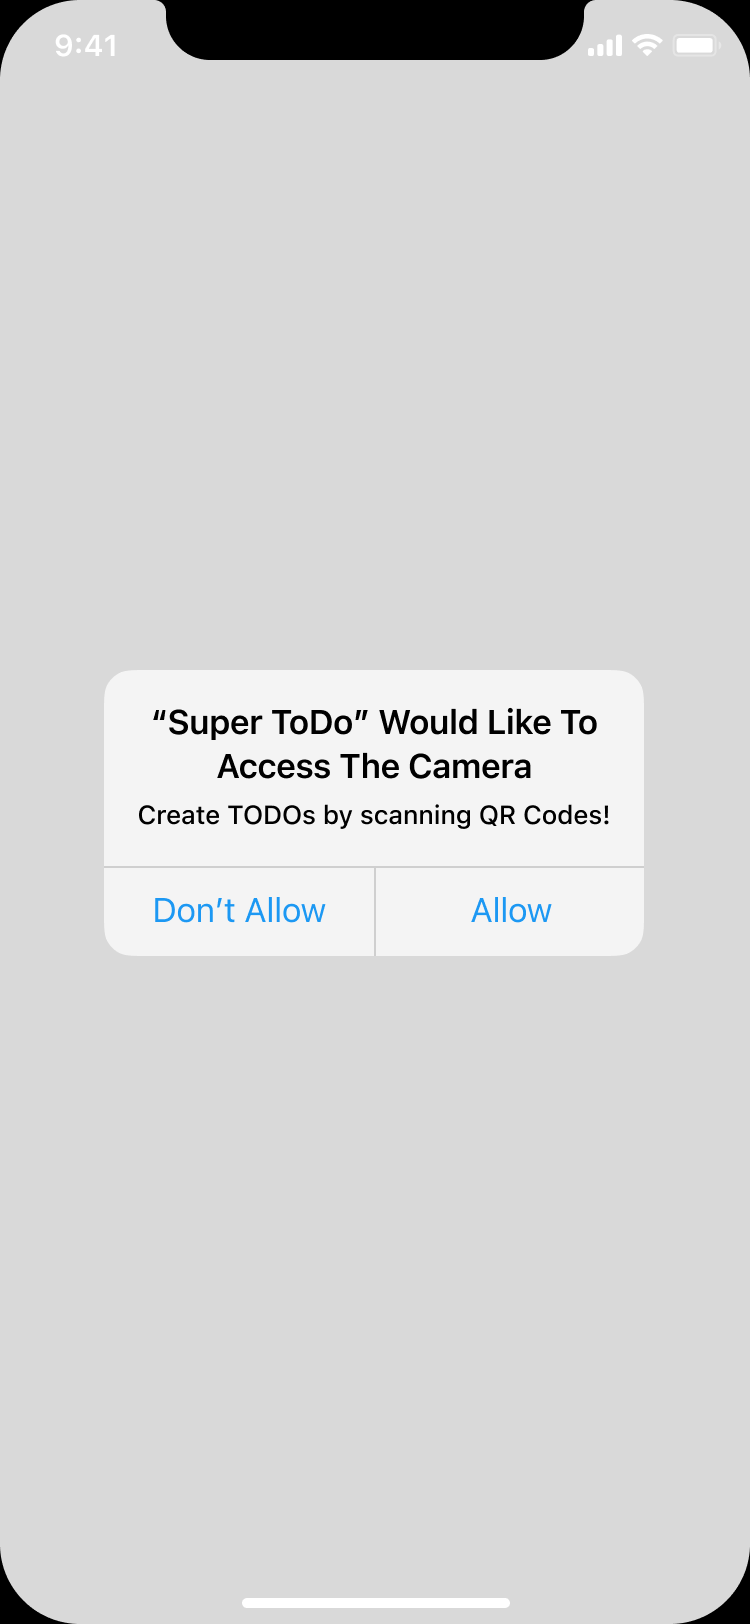 9:41
“Super ToDo” Would Like To
Access The Camera
Create TODOs by scanning QR Codes!
Don’t Allow
Allow